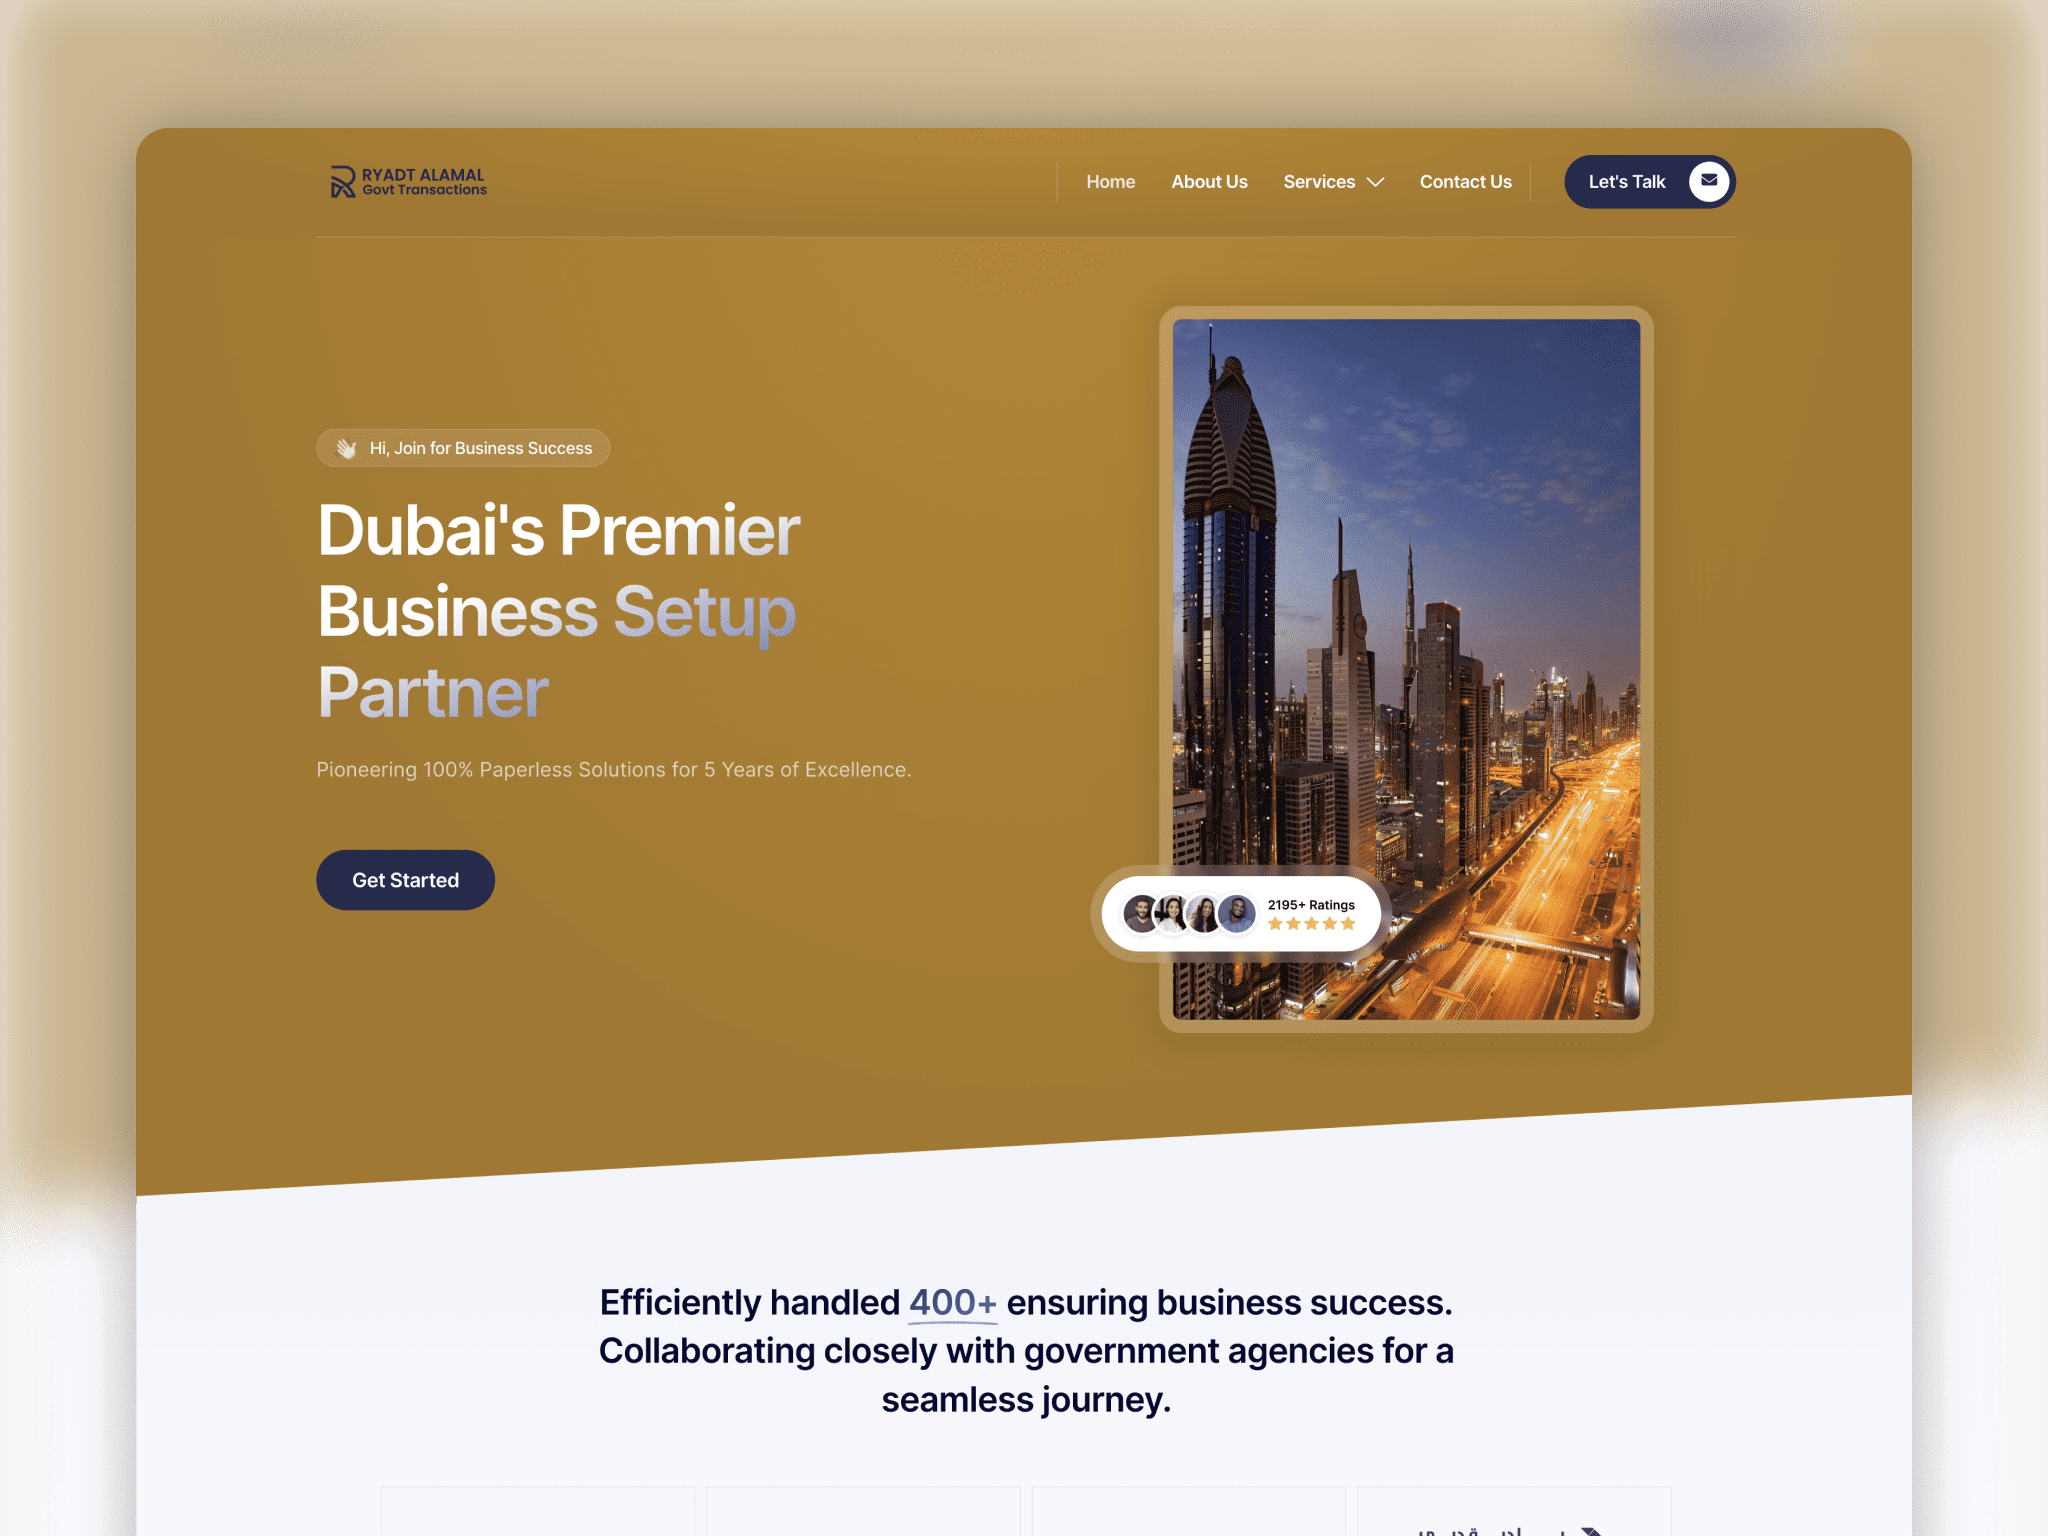 RYADT ALAMAL
Govt Transactions
Home
About Us
Services
Contact Us
Let's Talk
Hi, Join for Business Success
Dubai's Premier
Business Setup
Partner
Pioneering 100% Paperless Solutions for 5 Years of Excellence.
Get Started
2195+ Ratings
Efficiently handled 400+ ensuring business success.
Collaborating closely with government agencies for a
seamless journey.